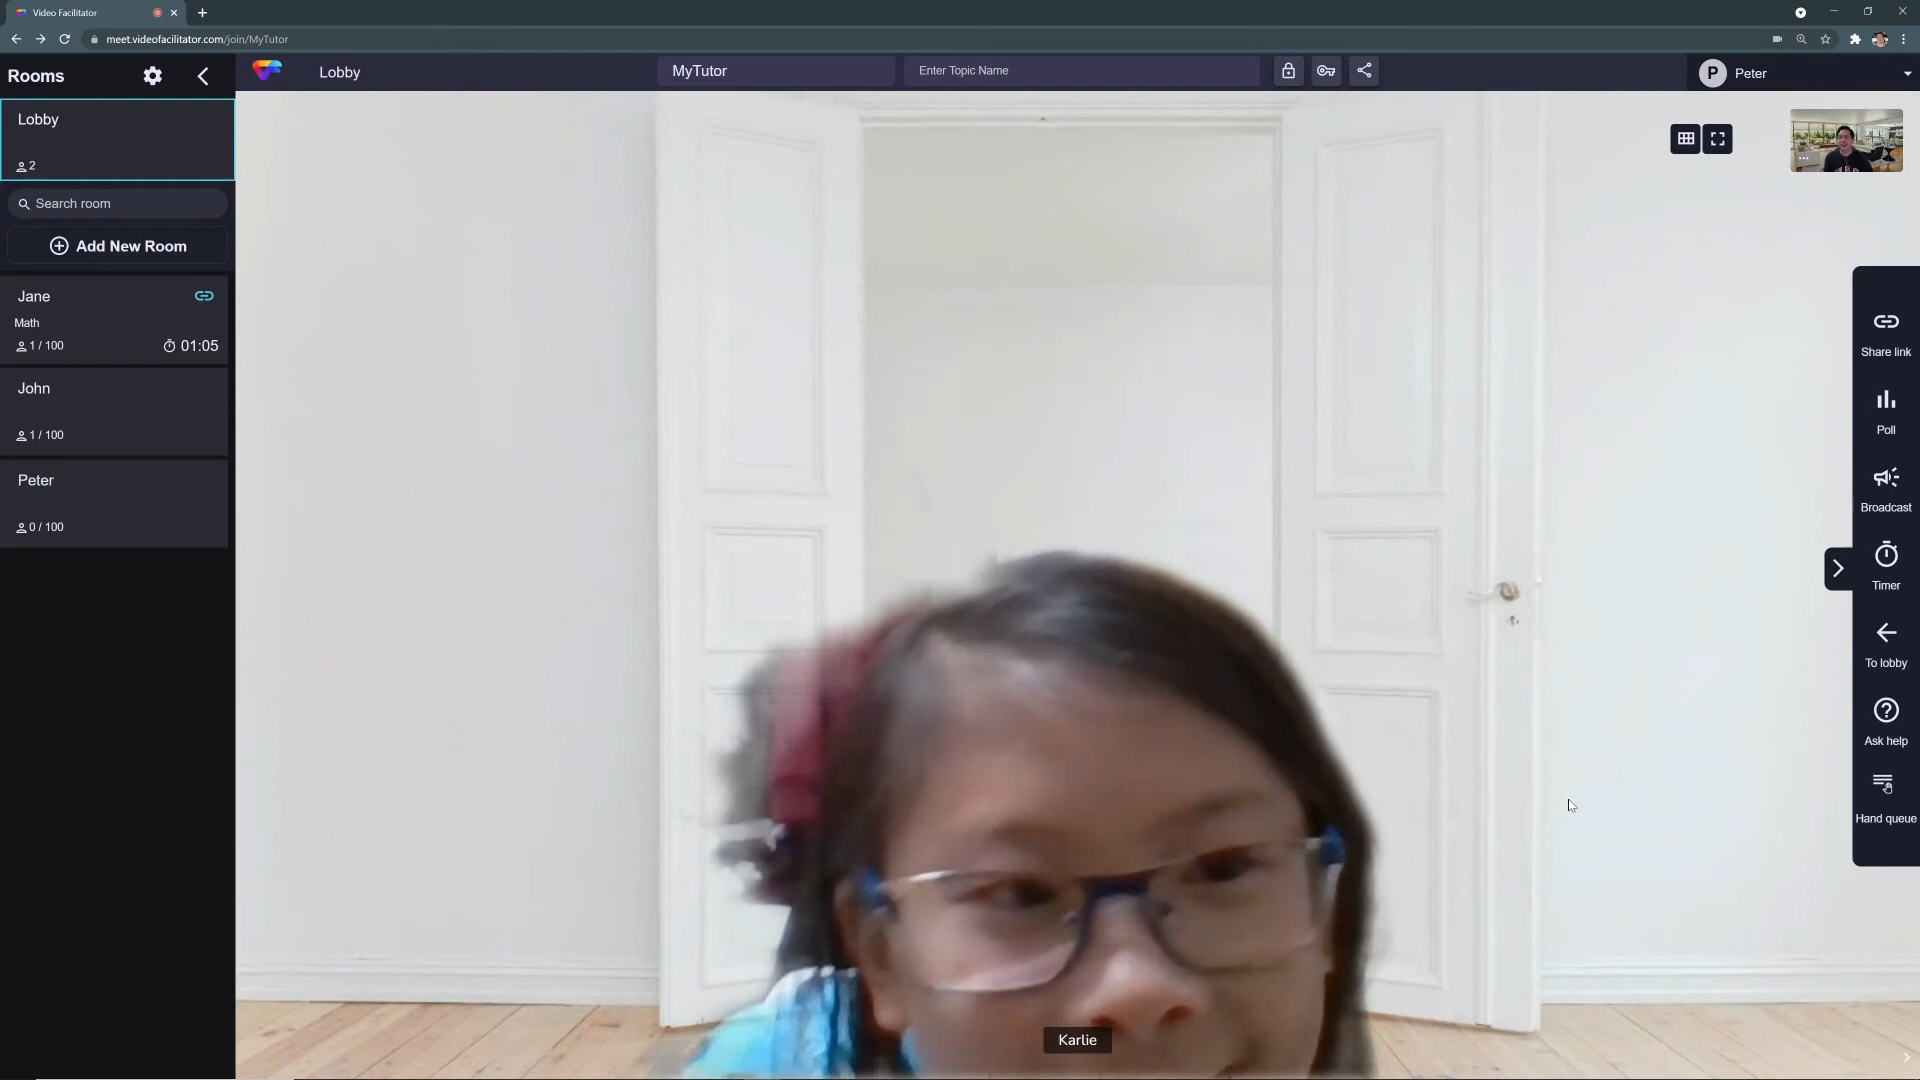 Video Facilitator
meet.videofacilitator.com/join/MyTutor
Rooms
Lobby
MyTutor
Enter Topic Name
P
Peter
Lobby
2
Search room
Add New Room
Jane
Math
1 / 100
01:05
John
1 / 100
Peter
0 / 100
Share link
Poll
Broadcast
Timer
To lobby
Ask help
Hand queue
Karlie